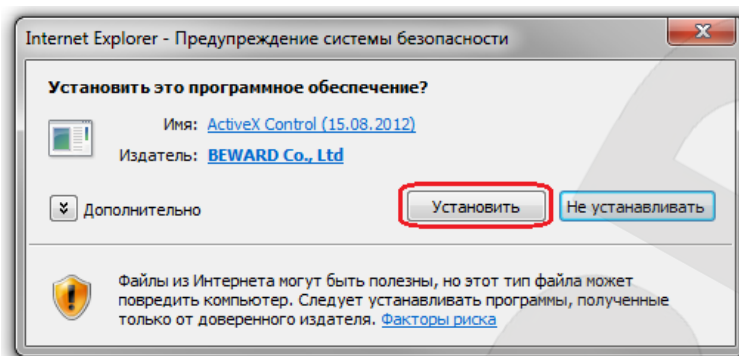 Internet Explorer - Предупреждение системы безопасности
Установить это программное обеспечение?
Имя: ActiveX Control (15.08.2012)
Издатель: BEWARD Co., Ltd
Дополнительно
Установить
Не устанавливать
Файлы из Интернета могут быть полезны, но этот тип файла может
повредить компьютер. Следует устанавливать программы, полученные
только от доверенного издателя. Факторы риска